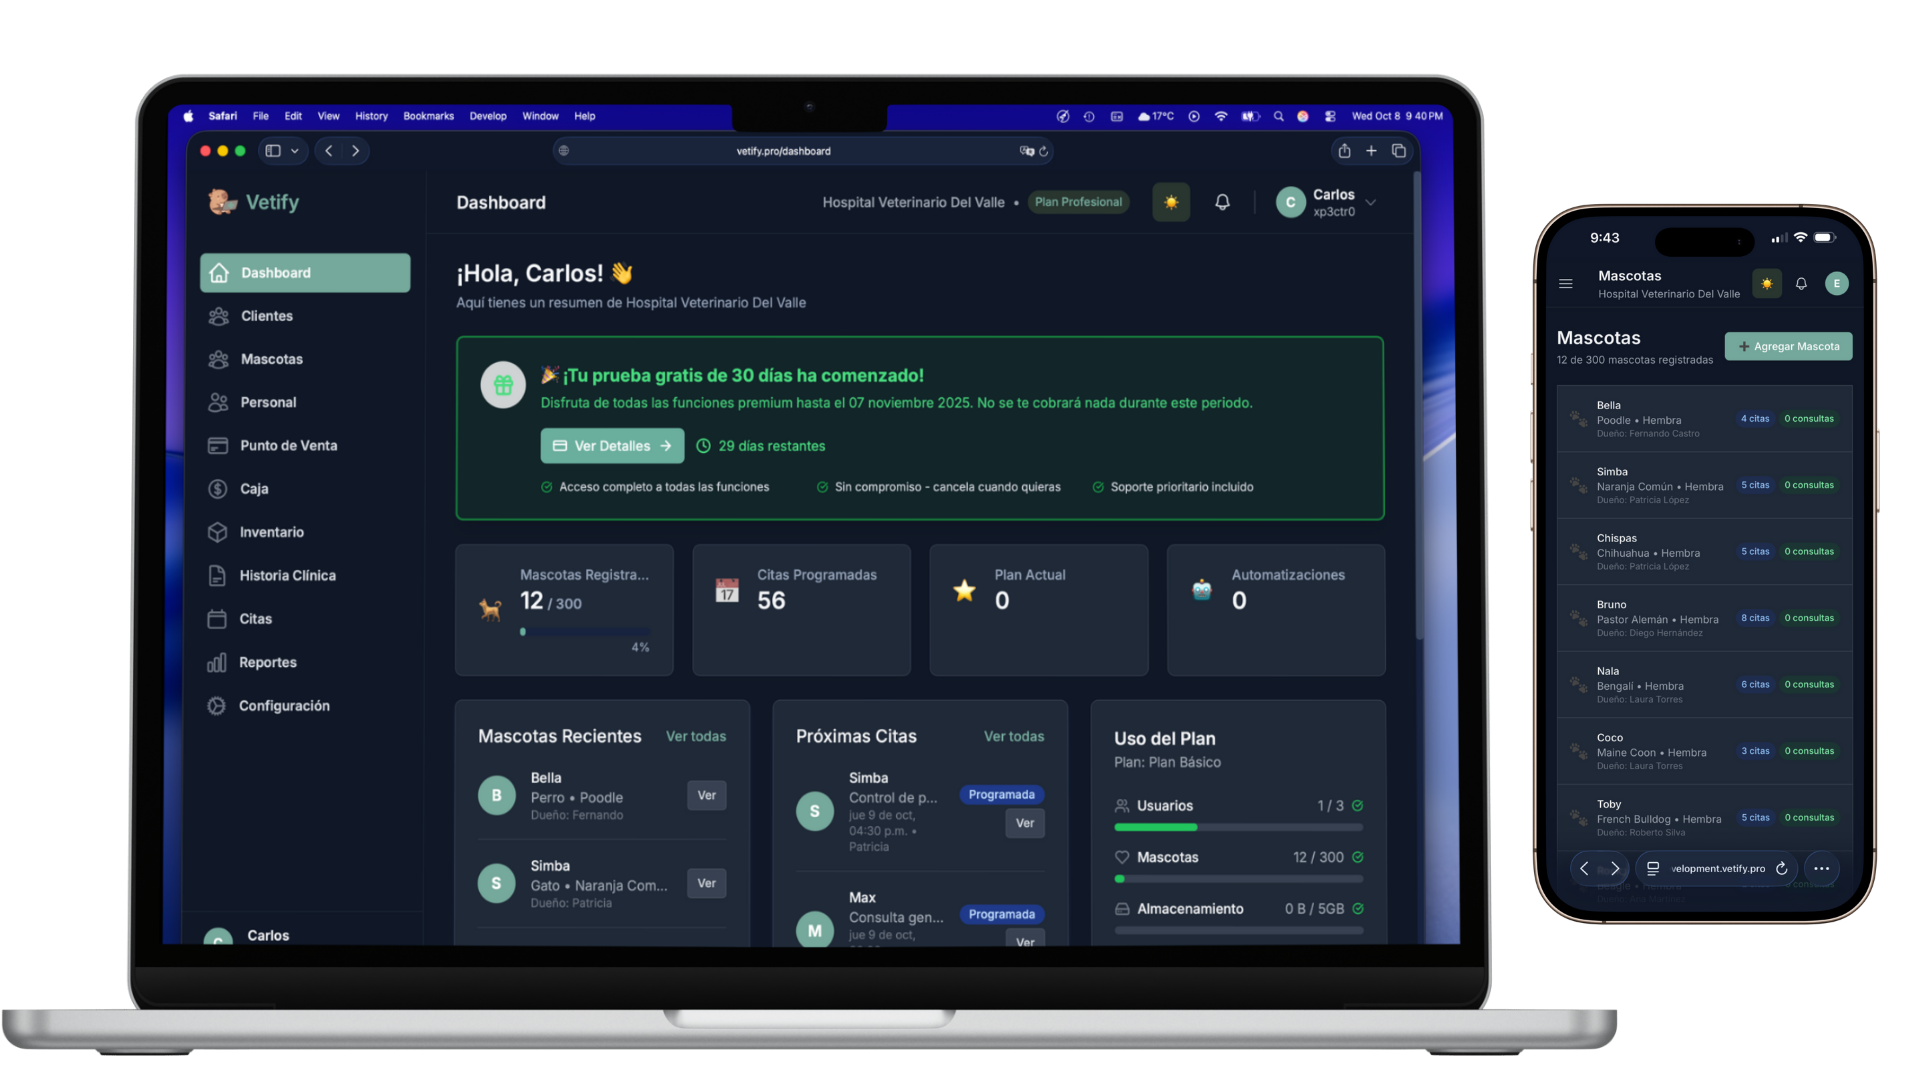 Safari File Edit View History Bookmarks Develop Window Help
17°C Wed Oct 8 9:40 PM
vetify.pro/dashboard
Vetify
Dashboard
Clientes
Mascotas
Personal
Punto de Venta
Caja
Inventario
Historia Clínica
Citas
Reportes
Configuración
Carlos
Dashboard
Hospital Veterinario Del Valle • Plan Profesional
C
Carlos
xp3ctr0
¡Hola, Carlos! 👋
Aquí tienes un resumen de Hospital Veterinario Del Valle
🎉 ¡Tu prueba gratis de 30 días ha comenzado!
Disfruta de todas las funciones premium hasta el 07 noviembre 2025. No se te cobrará nada durante este periodo.
Ver Detalles → 29 días restantes
Acceso completo a todas las funciones
Sin compromiso - cancela cuando quieras
Soporte prioritario incluido
Mascotas Registra...
12 / 300
4%
17
Citas Programadas
56
Plan Actual
0
Automatizaciones
0
Mascotas Recientes Ver todas
B
Bella
Perro • Poodle
Dueño: Fernando
Ver
S
Simba
Gato • Naranja Com...
Dueño: Patricia
Ver
Próximas Citas Ver todas
S
Simba
Control de p...
jue 9 de oct,
04:30 p.m. •
Patricia
Programada
Ver
M
Max
Consulta gen...
jue 9 de oct,
Programada
Ver
Uso del Plan
Plan: Plan Básico
Usuarios 1 / 3
Mascotas 12 / 300
Almacenamiento 0 B / 5GB
9:43
Mascotas
Hospital Veterinario Del Valle
E
Mascotas
12 de 300 mascotas registradas
+ Agregar Mascota
Bella
Poodle • Hembra
Dueño: Fernando Castro
4 citas 0 consultas
Simba
Naranja Común • Hembra
Dueño: Patricia López
5 citas 0 consultas
Chispas
Chihuahua • Hembra
Dueño: Patricia López
5 citas 0 consultas
Bruno
Pastor Alemán • Hembra
Dueño: Diego Hernández
8 citas 0 consultas
Nala
Bengalí • Hembra
Dueño: Laura Torres
6 citas 0 consultas
Coco
Maine Coon • Hembra
Dueño: Laura Torres
3 citas 0 consultas
Toby
French Bulldog • Hembra
Dueño: Roberto Silva
5 citas 0 consultas
velopment.vetify.pro